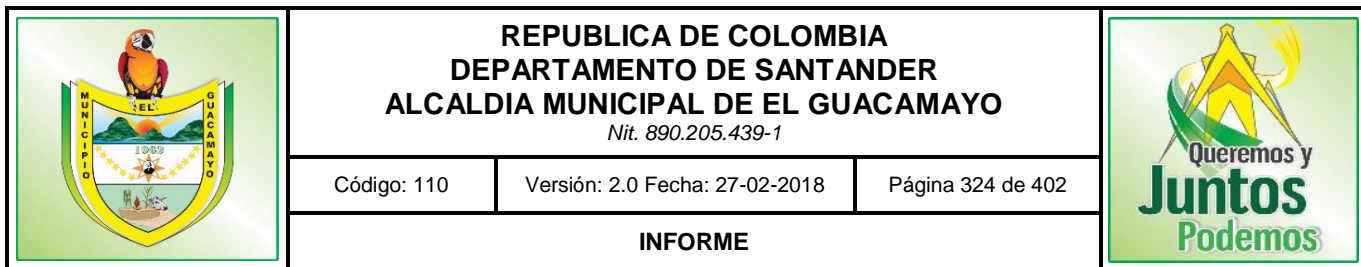 MUNICIPIO
EL
GUACAMAYO
1963
REPUBLICA DE COLOMBIA
DEPARTAMENTO DE SANTANDER
ALCALDIA MUNICIPAL DE EL GUACAMAYO
Nit. 890.205.439-1
Código: 110
Versión: 2.0 Fecha: 27-02-2018
Página 324 de 402
INFORME
Queremos y
Juntos
Podemos